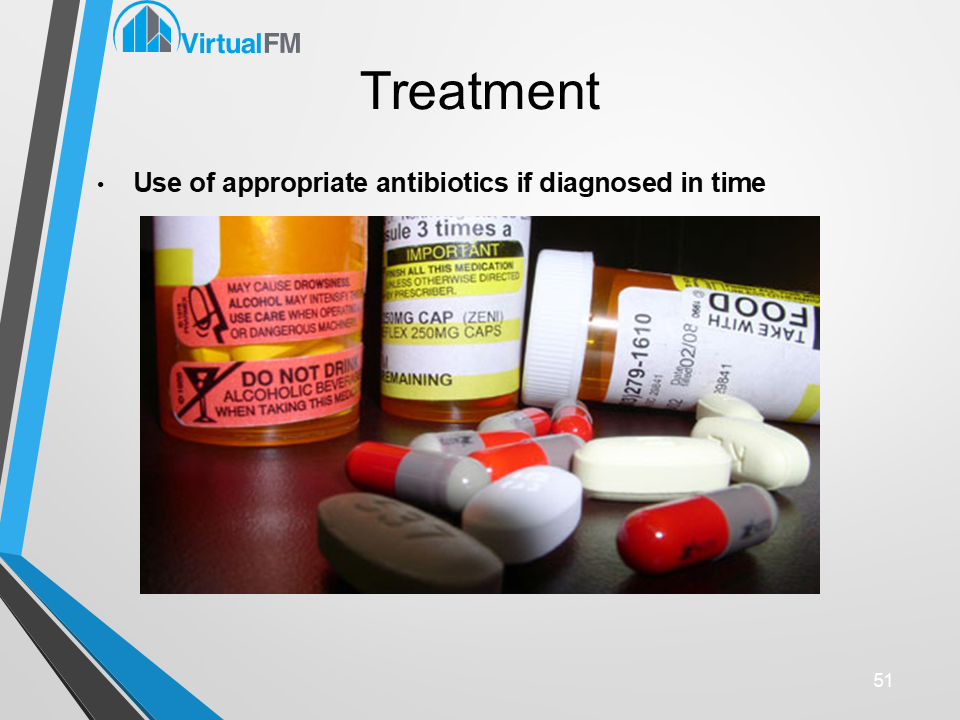 VirtualFM
Treatment
• Use of appropriate antibiotics if diagnosed in time
MAY CAUSE DROWSINESS
ALCOHOL MAY INTENSIFY
USE CARE WHEN OPERATING
OR DANGEROUS MACHINERY
DO NOT DRINK
ALCOHOLIC BEVERA
WHEN TAKING THIS MEDIC
sule 3 times a
IMPORTANT
FINISH ALL THIS MEDICATION
UNLESS OTHERWISE DIRECTED
BY PRESCRIBER.
250MG CAP (ZENI)
FLEX 250MG CAPS
REMAINING
TAKE WITH
FOOD
)279-1610
02/08
29841
51